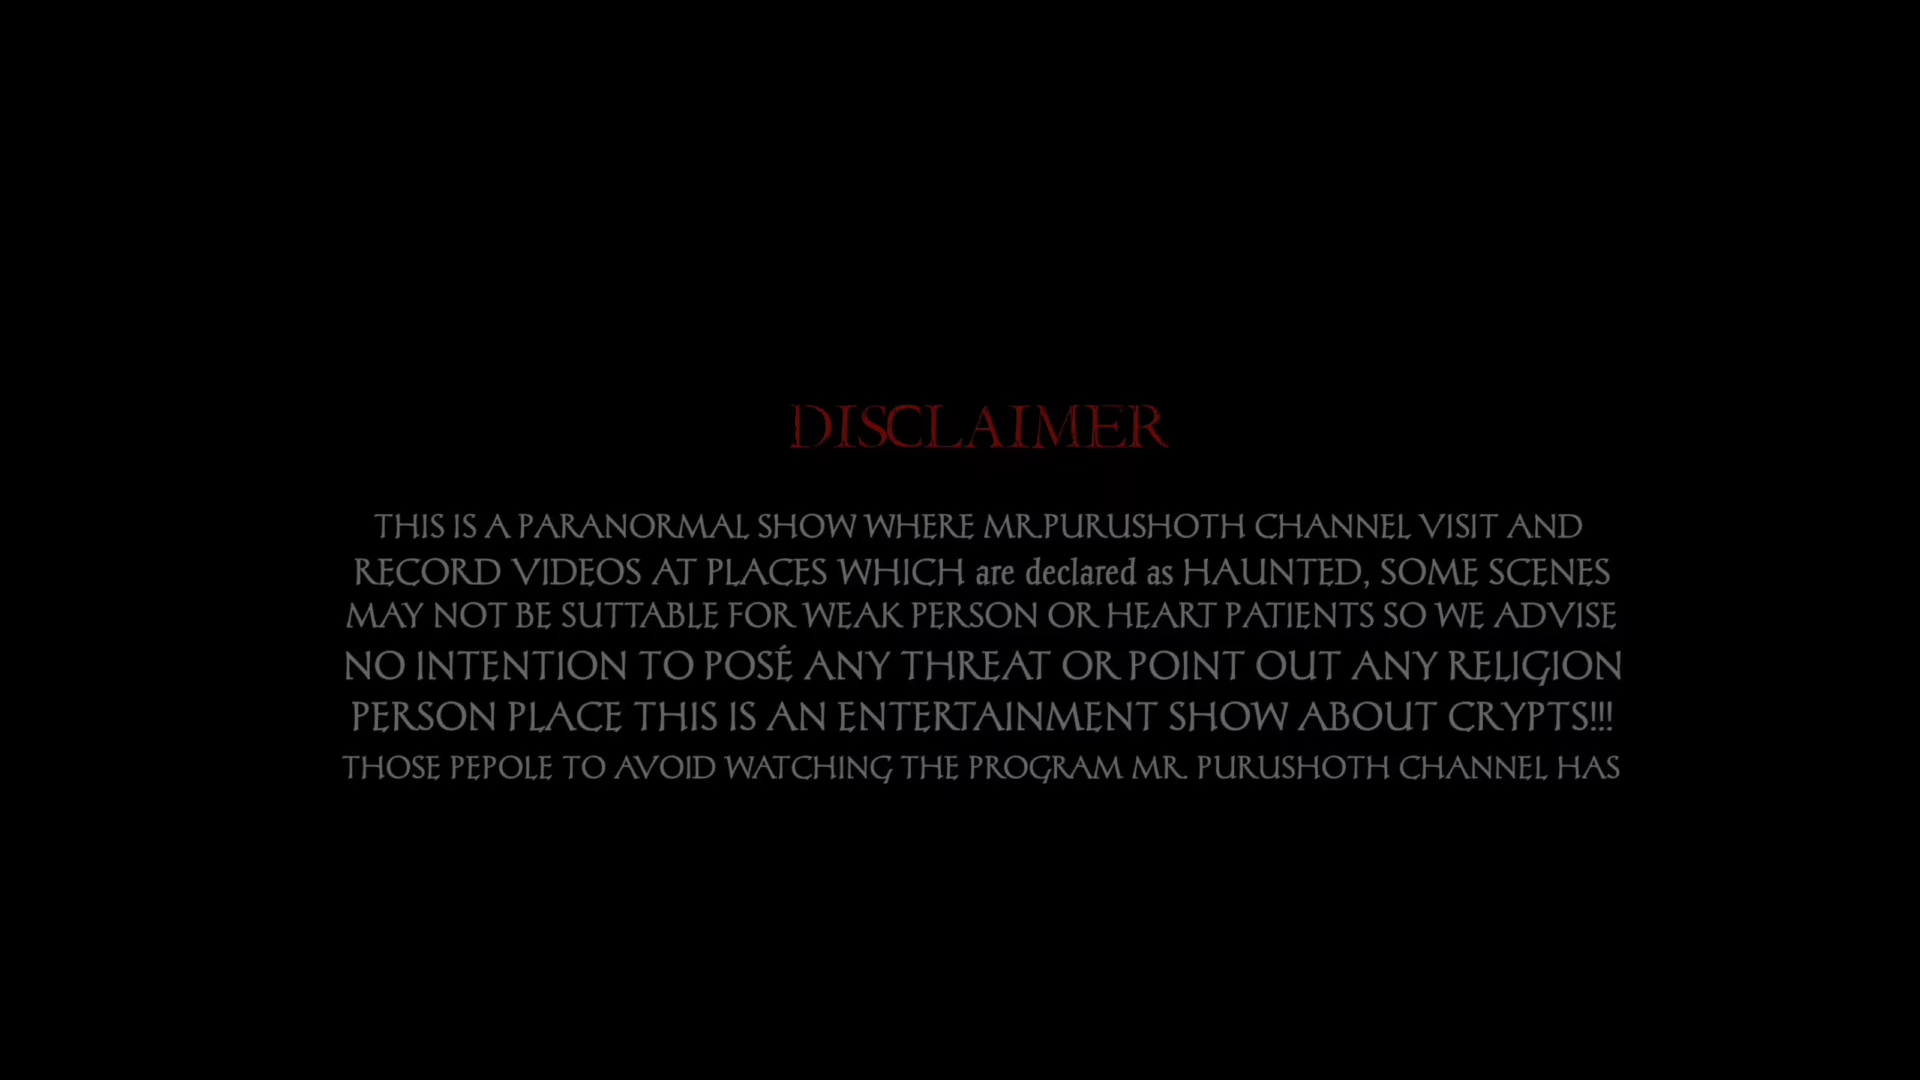 DISCLAIMER
THIS IS A PARANORMAL SHOW WHERE MR.PURUSHOTH CHANNEL VISIT AND
RECORD VIDEOS AT PLACES WHICH are declared as HAUNTED, SOME SCENES
MAY NOT BE SUTTABLE FOR WEAK PERSON OR HEART PATIENTS SO WE ADVISE
NO INTENTION TO POSÉ ANY THREAT OR POINT OUT ANY RELIGION
PERSON PLACE THIS IS AN ENTERTAINMENT SHOW ABOUT CRYPTS!!!
THOSE PEPOLE TO AVOID WATCHING THE PROGRAM MR. PURUSHOTH CHANNEL HAS